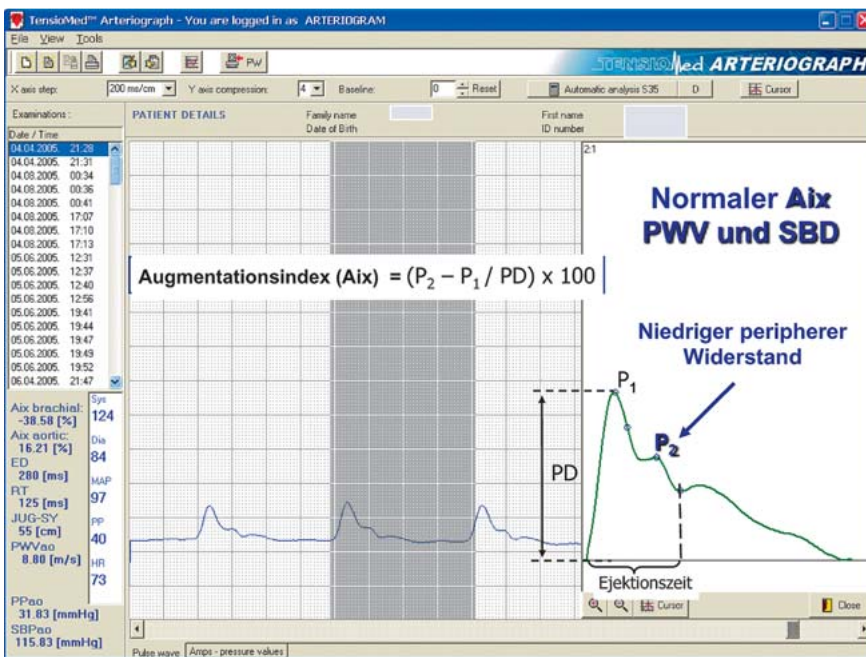 TensioMed™ Arteriograph - You are logged in as ARTERIOGRAM
File View Tools
PW
TENSIOMed ARTERIOGRAPH
X axis step: 200 ms/cm Y axis compression: 4 Baseline: 0 Reset Automatic analysis S35 D Cursor
Examinations :
PATIENT DETAILS Family name First name
Date of Birth ID number
Date / Time
04.04.2005. 21:28
04.04.2005. 21:31
04.08.2005. 00:34
04.08.2005. 00:36
04.08.2005. 00:41
04.08.2005. 17:07
04.08.2005. 17:10
04.08.2005. 17:13
05.06.2005. 12:31
05.06.2005. 12:37
05.06.2005. 12:40
05.06.2005. 12:56
05.06.2005. 19:41
05.06.2005. 19:44
05.06.2005. 19:47
05.06.2005. 19:49
05.06.2005. 19:52
06.04.2005. 21:47
Aix brachial:
-38.58 [%]
Aix aortic:
16.21 [%]
ED
280 [ms]
RT
125 [ms]
JUG-SY
55 [cm]
PWVao
8.80 [m/s]
PPao
31.83 [mmHg]
SBPao
115.83 [mmHg]
Sys
124
Dia
84
MAP
97
PP
40
HR
73
Augmentationsindex (Aix) = (P₂ – P₁ / PD) x 100
2:1
Normaler Aix
PWV und SBD
Niedriger peripherer
Widerstand
P₁
P₂
PD
Ejektionszeit
Cursor Close
Pulse wave Amps - pressure values